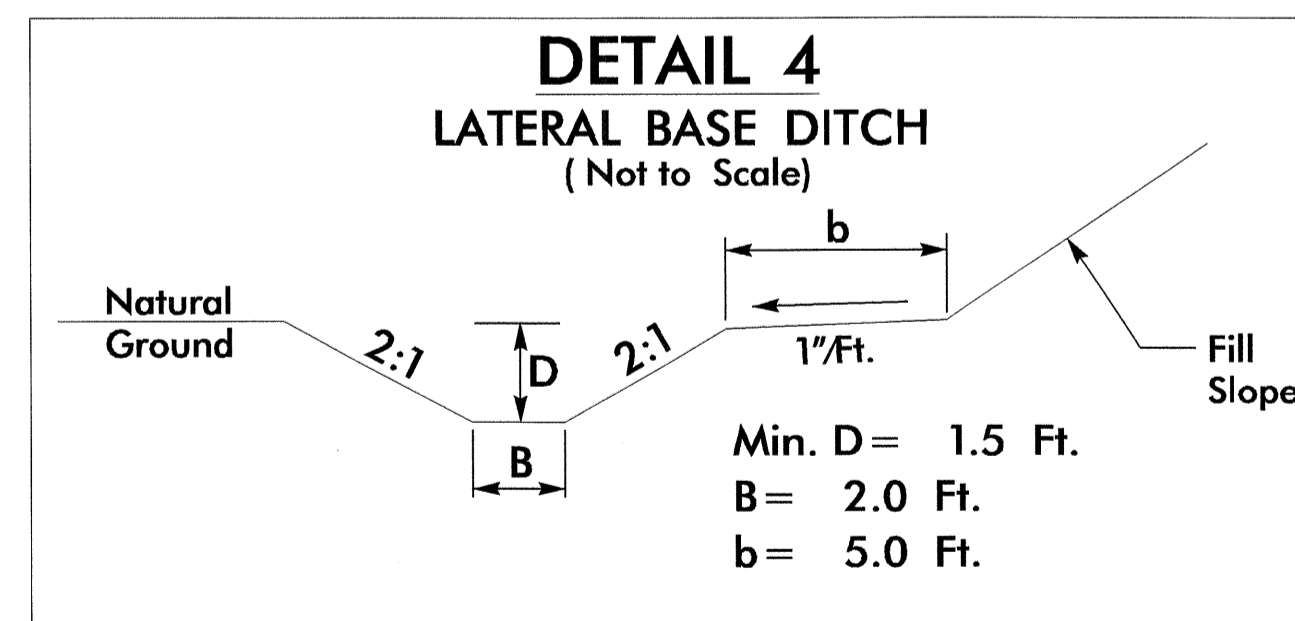 DETAIL 4
LATERAL BASE DITCH
( Not to Scale)
b
Natural
Ground
2:1
D
2:1
1"/Ft.
Fill
Slope
B
Min. D= 1.5 Ft.
B= 2.0 Ft.
b= 5.0 Ft.